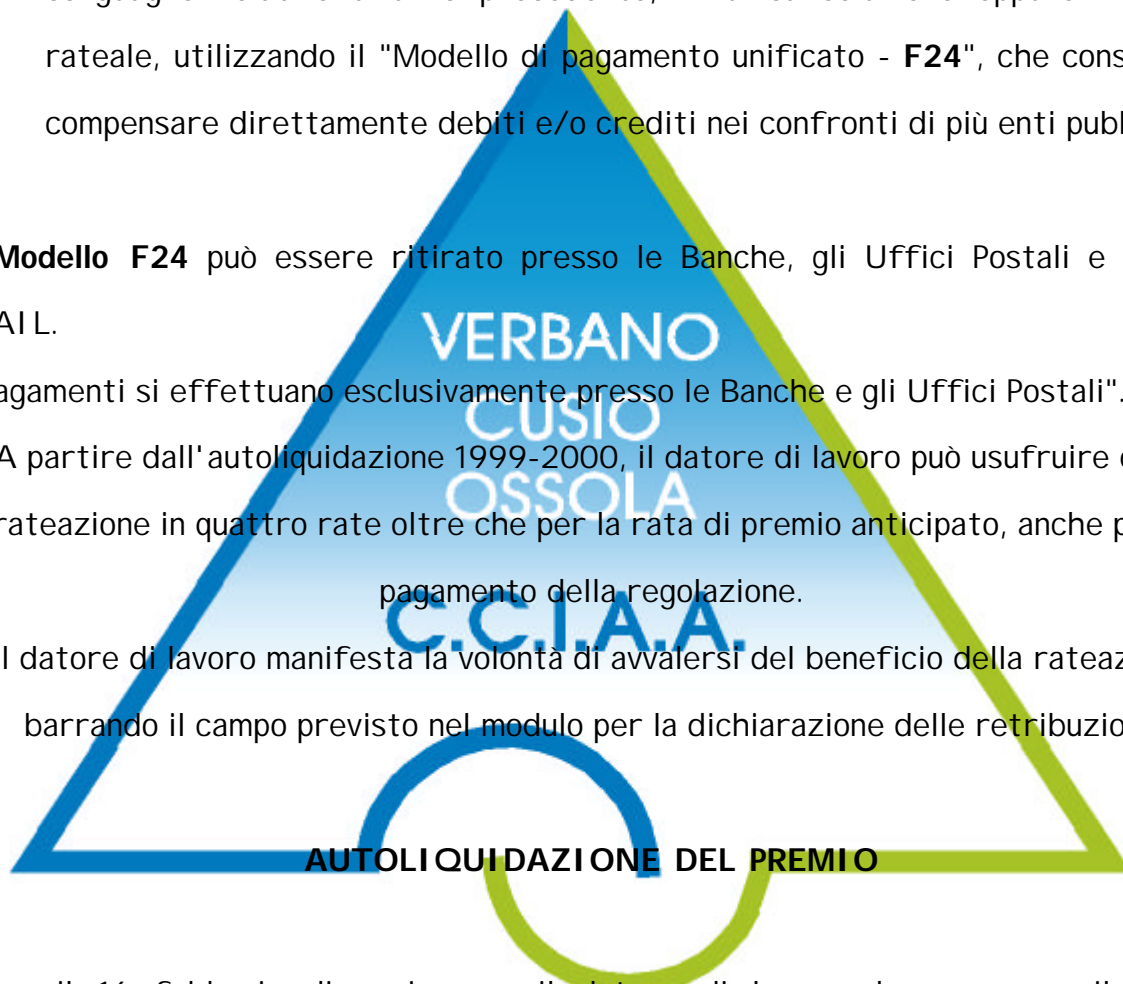 rateale, utilizzando il "Modello di pagamento unificato - F24", che cons
compensare direttamente debiti e/o crediti nei confronti di più enti pubb
Modello F24 può essere ritirato presso le Banche, gli Uffici Postali e
AIL.
VERBANO
agamenti si effettuano esclusivamente presso le Banche e gli Uffici Postali".
CUSIO
A partire dall'autoliquidazione 1999-2000, il datore di lavoro può usufruire
OSSOLA
rateazione in quattro rate oltre che per la rata di premio anticipato, anche p
pagamento della regolazione.
C.C.I.A.A.
l datore di lavoro manifesta la volontà di avvalersi del beneficio della rateaz
barrando il campo previsto nel modulo per la dichiarazione delle retribuzio
AUTOLIQUIDAZIONE DEL PREMIO